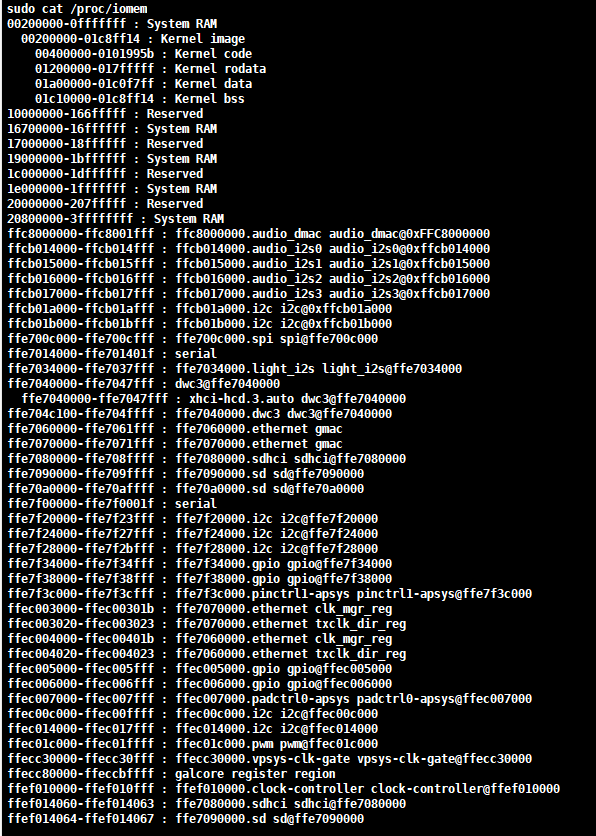 sudo cat /proc/iomem
00200000-0fffffff : System RAM
  00200000-01c8ff14 : Kernel image
    00400000-0101995b : Kernel code
    01200000-017fffff : Kernel rodata
    01a00000-01c0f7ff : Kernel data
    01c10000-01c8ff14 : Kernel bss
10000000-166fffff : Reserved
16700000-16ffffff : System RAM
17000000-18ffffff : Reserved
19000000-1bffffff : System RAM
1c000000-1dffffff : Reserved
1e000000-1fffffff : System RAM
20000000-207fffff : Reserved
20800000-3ffffffff : System RAM
ffc8000000-ffc8001fff : ffc8000000.audio_dmac audio_dmac@0xFFC8000000
ffcb014000-ffcb014fff : ffcb014000.audio_i2s0 audio_i2s0@0xffcb014000
ffcb015000-ffcb015fff : ffcb015000.audio_i2s1 audio_i2s1@0xffcb015000
ffcb016000-ffcb016fff : ffcb016000.audio_i2s2 audio_i2s2@0xffcb016000
ffcb017000-ffcb017fff : ffcb017000.audio_i2s3 audio_i2s3@0xffcb017000
ffcb01a000-ffcb01afff : ffcb01a000.i2c i2c@0xffcb01a000
ffcb01b000-ffcb01bfff : ffcb01b000.i2c i2c@0xffcb01b000
ffe700c000-ffe700cfff : ffe700c000.spi spi@ffe700c000
ffe7014000-ffe701401f : serial
ffe7034000-ffe7037fff : ffe7034000.light_i2s light_i2s@ffe7034000
ffe7040000-ffe7047fff : dwc3@ffe7040000
  ffe7040000-ffe7047fff : xhci-hcd.3.auto dwc3@ffe7040000
ffe704c100-ffe704ffff : ffe7040000.dwc3 dwc3@ffe7040000
ffe7060000-ffe7061fff : ffe7060000.ethernet gmac
ffe7070000-ffe7071fff : ffe7070000.ethernet gmac
ffe7080000-ffe708ffff : ffe7080000.sdhci sdhci@ffe7080000
ffe7090000-ffe709ffff : ffe7090000.sd sd@ffe7090000
ffe70a0000-ffe70affff : ffe70a0000.sd sd@ffe70a0000
ffe7f00000-ffe7f0001f : serial
ffe7f20000-ffe7f23fff : ffe7f20000.i2c i2c@ffe7f20000
ffe7f24000-ffe7f27fff : ffe7f24000.i2c i2c@ffe7f24000
ffe7f28000-ffe7f2bfff : ffe7f28000.i2c i2c@ffe7f28000
ffe7f34000-ffe7f34fff : ffe7f34000.gpio gpio@ffe7f34000
ffe7f38000-ffe7f38fff : ffe7f38000.gpio gpio@ffe7f38000
ffe7f3c000-ffe7f3cfff : ffe7f3c000.pinctrl1-apsys pinctrl1-apsys@ffe7f3c000
ffec003000-ffec00301b : ffe7070000.ethernet clk_mgr_reg
ffec003020-ffec003023 : ffe7070000.ethernet txclk_dir_reg
ffec004000-ffec00401b : ffe7060000.ethernet clk_mgr_reg
ffec004020-ffec004023 : ffe7060000.ethernet txclk_dir_reg
ffec005000-ffec005fff : ffec005000.gpio gpio@ffec005000
ffec006000-ffec006fff : ffec006000.gpio gpio@ffec006000
ffec007000-ffec007fff : ffec007000.padctrl0-apsys padctrl0-apsys@ffec007000
ffec00c000-ffec00ffff : ffec00c000.i2c i2c@ffec00c000
ffec014000-ffec017fff : ffec014000.i2c i2c@ffec014000
ffec01c000-ffec01ffff : ffec01c000.pwm pwm@ffec01c000
ffecc30000-ffecc30fff : ffecc30000.vpsys-clk-gate vpsys-clk-gate@ffecc30000
ffecc80000-ffeccbffff : galcore register region
ffef010000-ffef010fff : ffef010000.clock-controller clock-controller@ffef010000
ffef014060-ffef014063 : ffe7080000.sdhci sdhci@ffe7080000
ffef014064-ffef014067 : ffe7090000.sd sd@ffe7090000